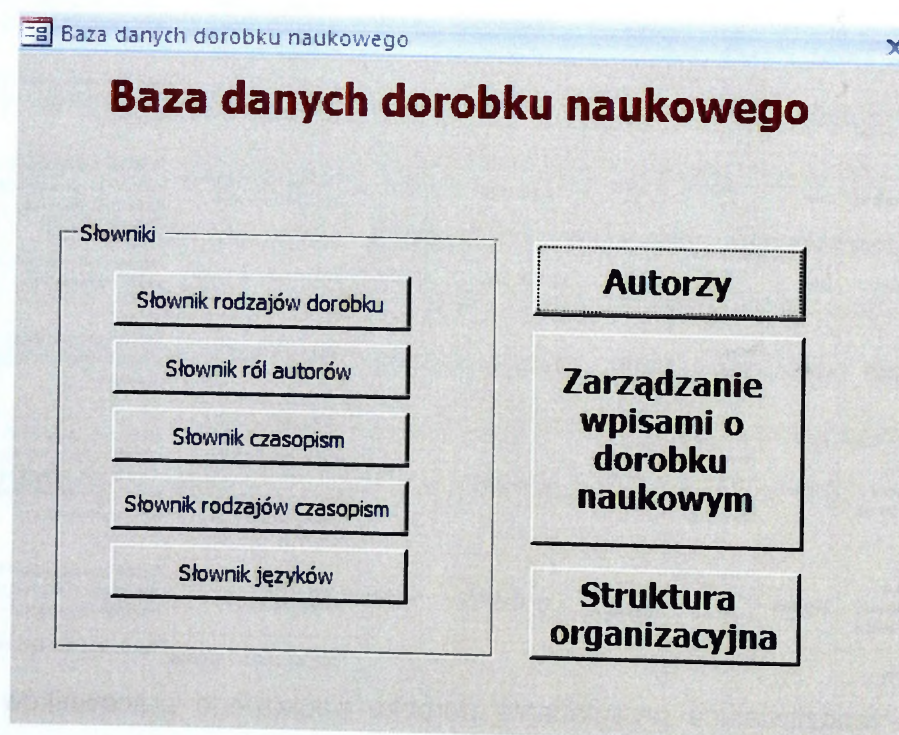 Baza danych dorobku naukowego
Baza danych dorobku naukowego
Słowniki
Słownik rodzajów dorobku
Słownik ról autorów
Słownik czasopism
Słownik rodzajów czasopism
Słownik języków
Autorzy
Zarządzanie
wpisami o
dorobku
naukowym
Struktura
organizacyjna